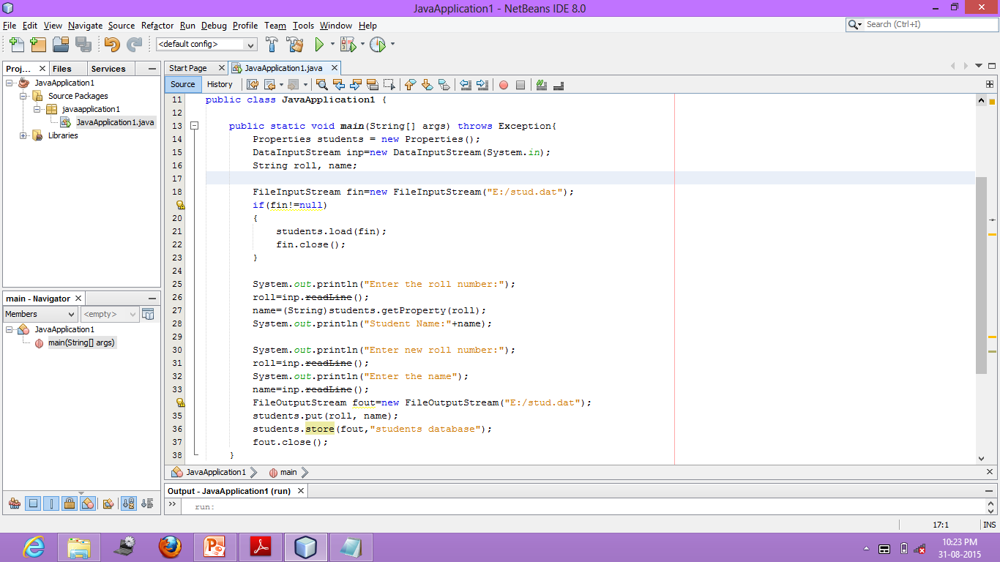 JavaApplication1 - NetBeans IDE 8.0
File Edit View Navigate Source Refactor Run Debug Profile Team Tools Window Help
Search (Ctrl+I)
<default config>
Proj... Files Services
JavaApplication1
Source Packages
javaapplication1
JavaApplication1.java
Libraries
main - Navigator
Members <empty>
JavaApplication1
main(String[] args)
Start Page JavaApplication1.java
Source History
11 public class JavaApplication1 {
12
13 public static void main(String[] args) throws Exception{
14 Properties students = new Properties();
15 DataInputStream inp=new DataInputStream(System.in);
16 String roll, name;
17
18 FileInputStream fin=new FileInputStream("E:/stud.dat");
if(fin!=null)
20 {
21 students.load(fin);
22 fin.close();
23 }
24
25 System.out.println("Enter the roll number:");
26 roll=inp.readLine();
27 name=(String)students.getProperty(roll);
28 System.out.println("Student Name:"+name);
29
30 System.out.println("Enter new roll number:");
31 roll=inp.readLine();
32 System.out.println("Enter the name");
33 name=inp.readLine();
FileOutputStream fout=new FileOutputStream("E:/stud.dat");
35 students.put(roll, name);
36 students.store(fout,"students database");
37 fout.close();
38 }
JavaApplication1 main
Output - JavaApplication1 (run)
run:
17:1 INS
10:23 PM
31-08-2015